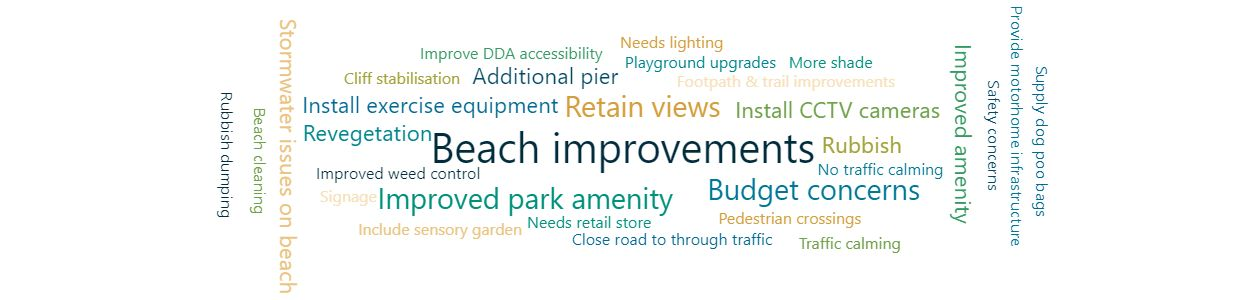 Rubbish dumping
Beach cleaning
Stormwater issues on beach
Needs lighting
Improve DDA accessibility
Playground upgrades
More shade
Cliff stabilisation
Additional pier
Footpath & trail improvements
Install exercise equipment
Retain views
Install CCTV cameras
Revegetation
Beach improvements
Rubbish
Improved weed control
No traffic calming
Signage
Improved park amenity
Budget concerns
Include sensory garden
Needs retail store
Pedestrian crossings
Close road to through traffic
Traffic calming
Improved amenity
Safety concerns
Provide motorhome infrastructure
Supply dog poo bags